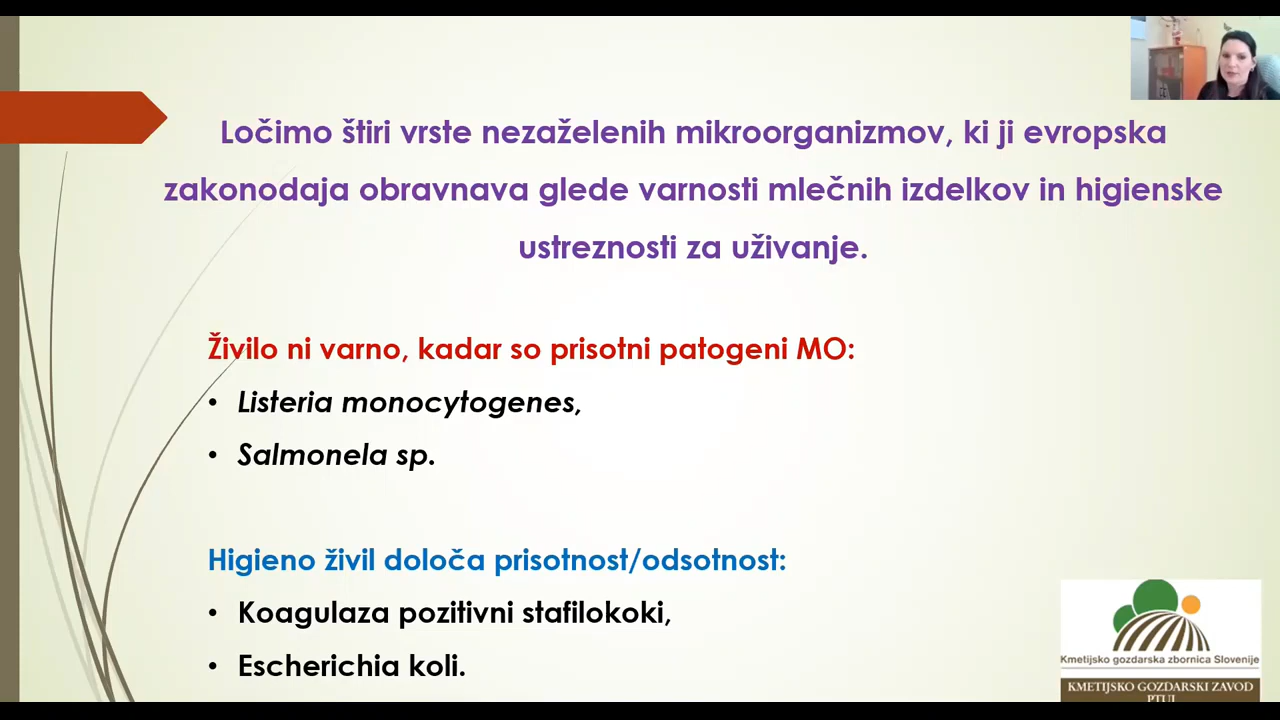 Ločimo štiri vrste nezaželenih mikroorganizmov, ki ji evropska
zakonodaja obravnava glede varnosti mlečnih izdelkov in higienske
ustreznosti za uživanje.
Živilo ni varno, kadar so prisotni patogeni MO:
• Listeria monocytogenes,
• Salmonela sp.
Higieno živil določa prisotnost/odsotnost:
• Koagulaza pozitivni stafilokoki,
• Escherichia koli.
Kmetijsko gozdarska zbornica Slovenije
KMETIJSKO GOZDARSKI ZAVOD
PTUJ